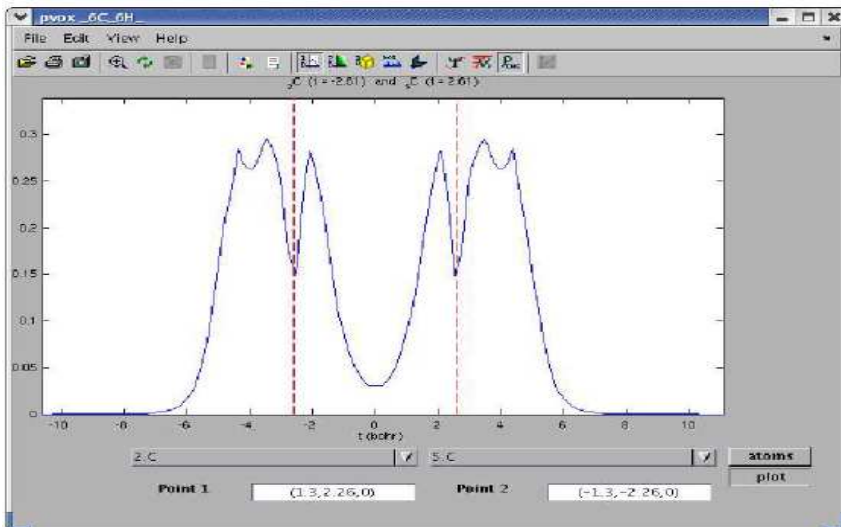 pvox _6C_6H_
File Edit View Help
₂C (t = -2.61) and ₅C (t = 2.61)
0.3
0.25
0.2
0.15
0.1
0.05
0
-10 -8 -6 -4 -2 0 2 4 6 8 10
t (bohr)
2 C 5 C atoms
plot
Point 1 (1.3,2.26,0) Point 2 (-1.3,-2.26,0)